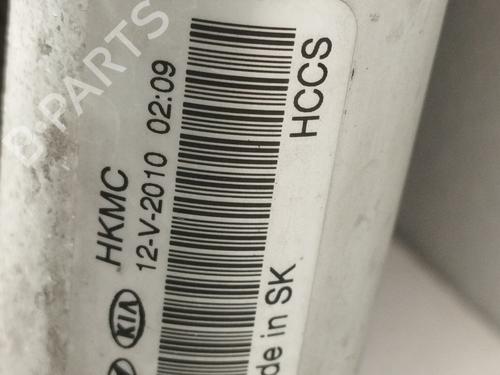 HKMC
12-V-2010 02:09
KIA
HCCS
de in SK
B-PARTS